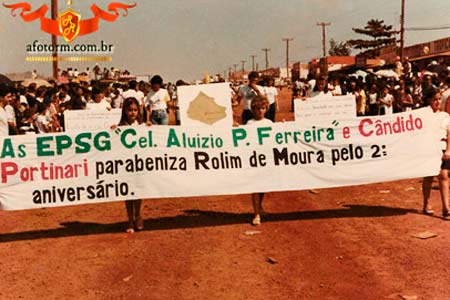 afotorm.com.br
As EPSG Cel. Aluizio P. Ferreira e Cândido
Portinari parabeniza Rolim de Moura pelo 2:
aniversário.